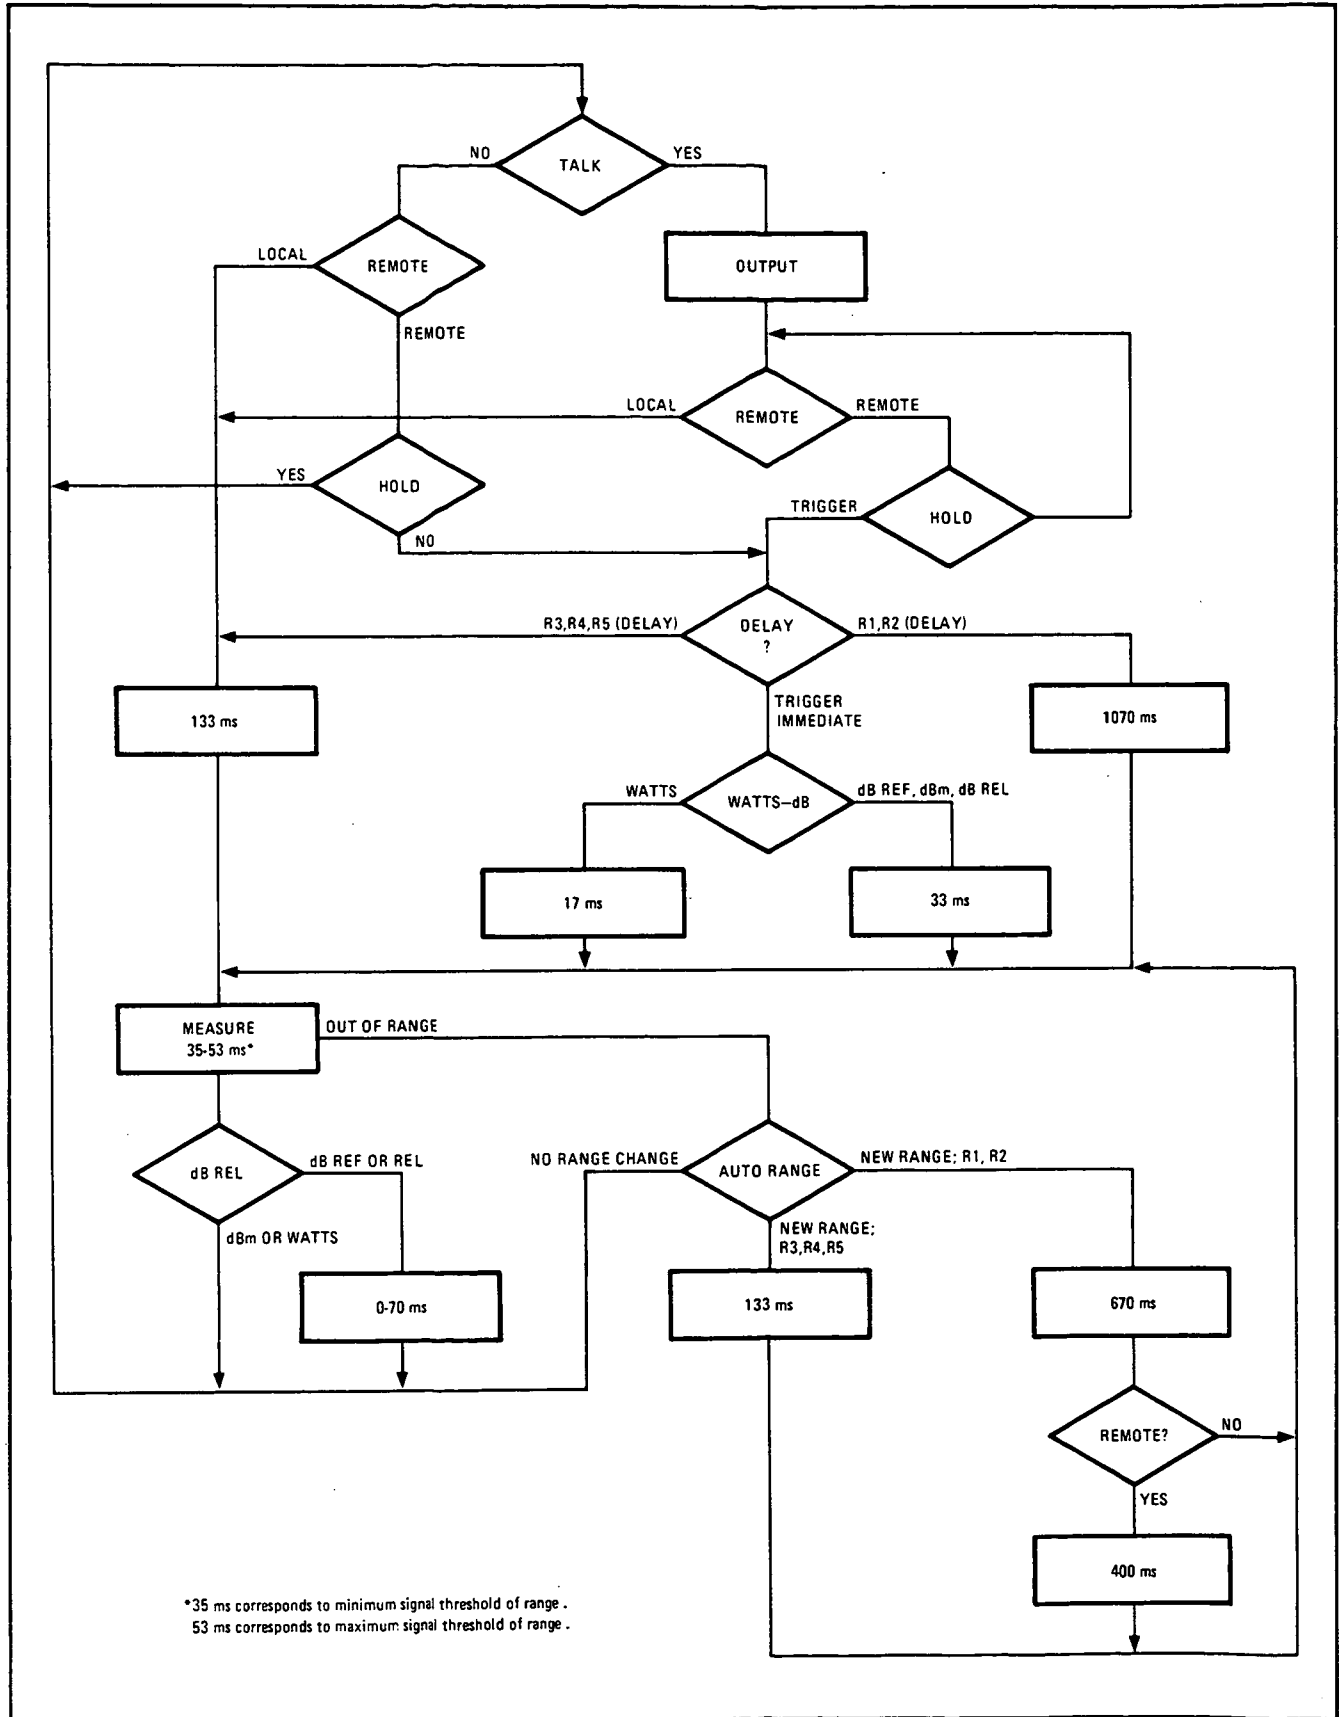 NO
TALK
YES
LOCAL
REMOTE
OUTPUT
REMOTE
LOCAL
REMOTE
REMOTE
YES
HOLD
TRIGGER
HOLD
NO
R3,R4,R5 (DELAY)
DELAY
?
R1,R2 (DELAY)
133 ms
TRIGGER
IMMEDIATE
1070 ms
WATTS
WATTS–dB
dB REF, dBm, dB REL
17 ms
33 ms
MEASURE
35-53 ms*
OUT OF RANGE
dB REL
dB REF OR REL
NO RANGE CHANGE
AUTO RANGE
NEW RANGE; R1, R2
dBm OR WATTS
NEW RANGE;
R3,R4,R5
0-70 ms
133 ms
670 ms
REMOTE?
NO
YES
400 ms
*35 ms corresponds to minimum signal threshold of range .
53 ms corresponds to maximum signal threshold of range .